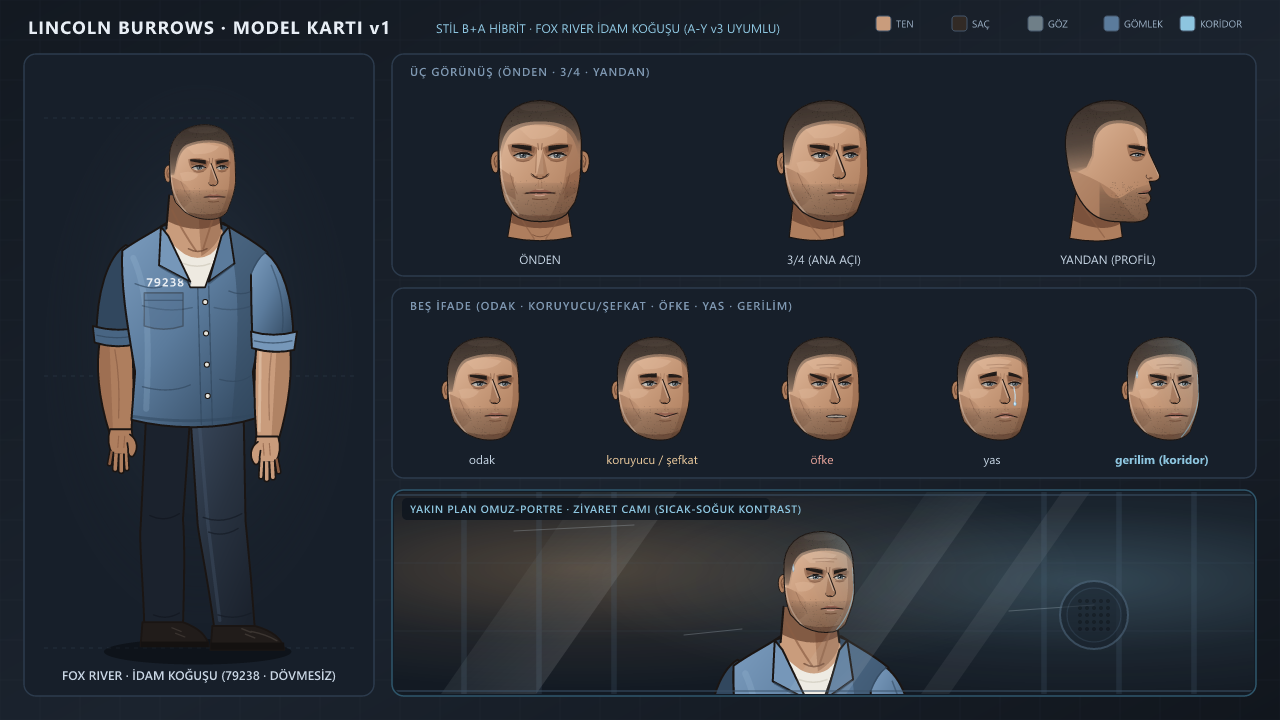 LINCOLN BURROWS · MODEL KARTI v1
STİL B+A HİBRİT · FOX RIVER İDAM KOĞUŞU (A-Y v3 UYUMLU)
TEN
SAÇ
GÖZ
GÖMLEK
KORİDOR
79238
FOX RIVER · İDAM KOĞUŞU (79238 · DÖVMESİZ)
ÜÇ GÖRÜNÜŞ (ÖNDEN · 3/4 · YANDAN)
ÖNDEN
3/4 (ANA AÇI)
YANDAN (PROFİL)
BEŞ İFADE (ODAK · KORUYUCU/ŞEFKAT · ÖFKE · YAS · GERİLİM)
odak
koruyucu / şefkat
öfke
yas
gerilim (koridor)
YAKIN PLAN OMUZ-PORTRE · ZİYARET CAMI (SICAK-SOĞUK KONTRAST)